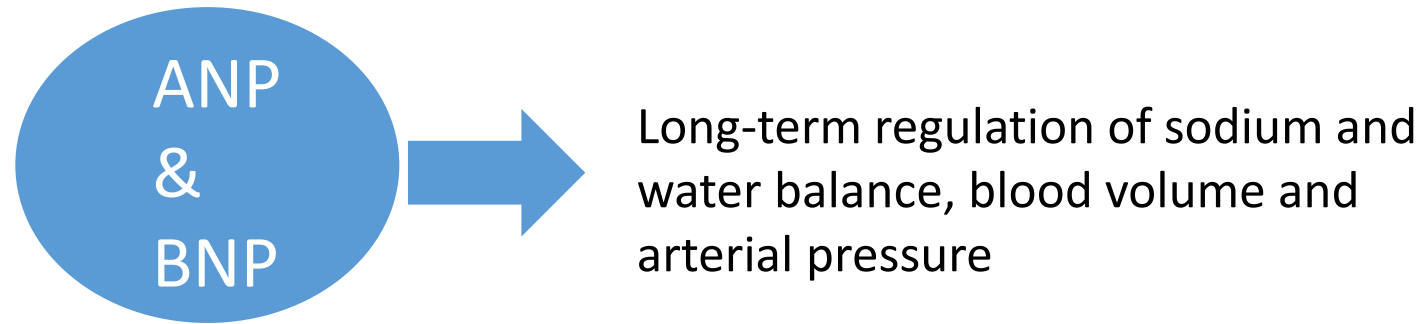 ANP
&
BNP
Long-term regulation of sodium and
water balance, blood volume and
arterial pressure